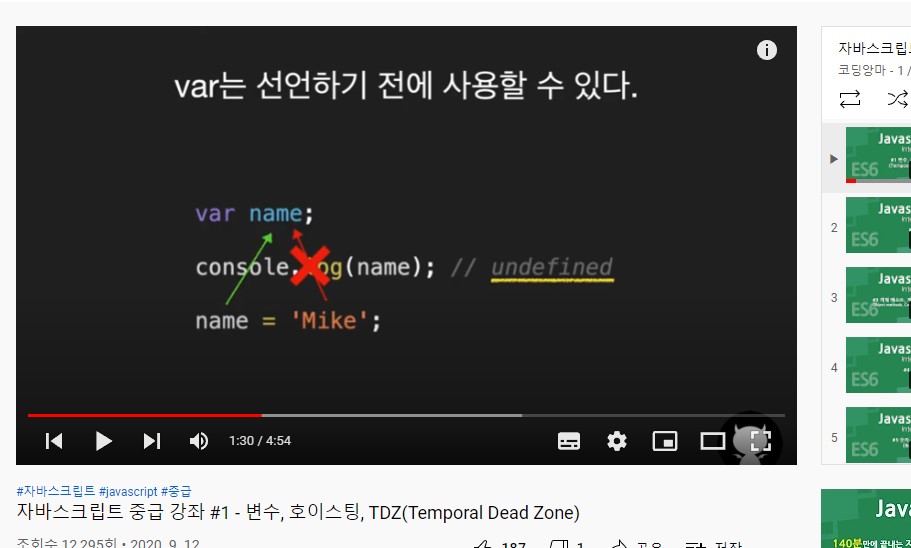 var는 선언하기 전에 사용할 수 있다.
var name;
console.log(name); // undefined
name = 'Mike';
1:30 / 4:54
#자바스크립트 #javascript #중급
자바스크립트 중급 강좌 #1 - 변수, 호이스팅, TDZ(Temporal Dead Zone)
조회수 12,295회 • 2020. 9. 12.
187
1
공유
저장
자바스크립트
코딩앙마 - 1 /
Javas
ES6
2
Javas
ES6
3
Javas
ES6
4
Javas
ES6
5
Javas
ES6
Java
140분만에 끝내는